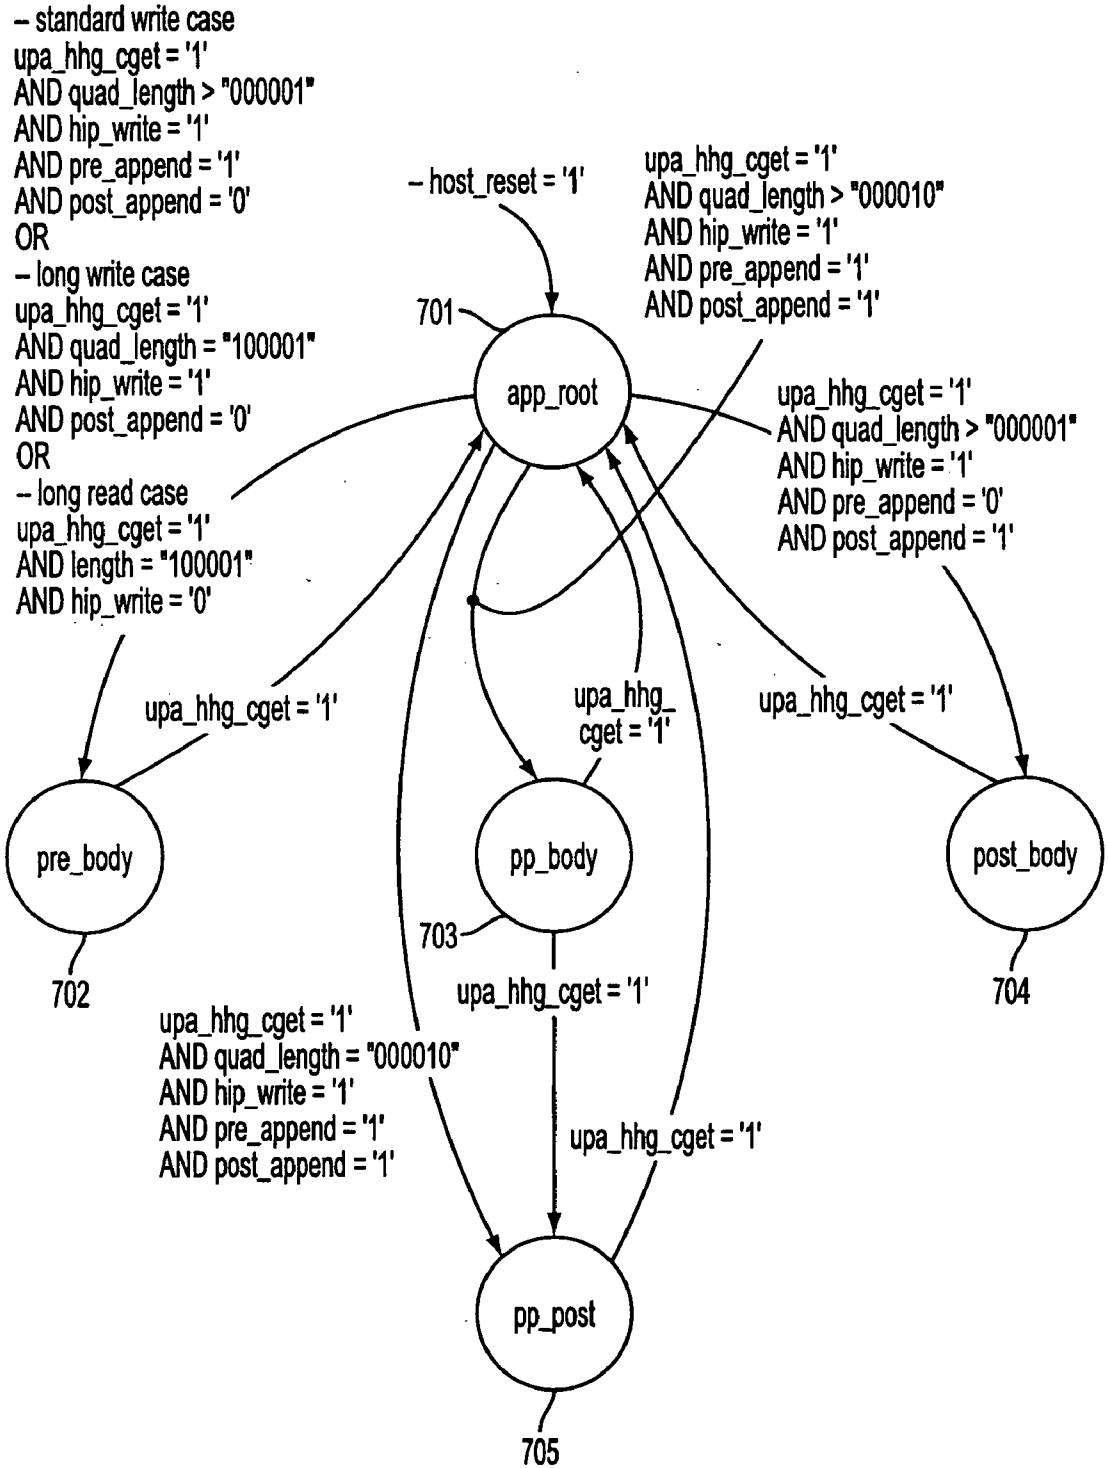 – standard write case
upa_hhg_cget = '1'
AND quad_length > "000001"
AND hip_write = '1'
AND pre_append = '1'
AND post_append = '0'
OR
– long write case
upa_hhg_cget = '1'
AND quad_length = "100001"
AND hip_write = '1'
AND post_append = '0'
OR
– long read case
upa_hhg_cget = '1'
AND length = "100001"
AND hip_write = '0'
– host_reset = '1'
upa_hhg_cget = '1'
AND quad_length > "000010"
AND hip_write = '1'
AND pre_append = '1'
AND post_append = '1'
701
app_root
upa_hhg_cget = '1'
AND quad_length > "000001"
AND hip_write = '1'
AND pre_append = '0'
AND post_append = '1'
upa_hhg_cget = '1'
upa_hhg_
cget = '1'
upa_hhg_cget = '1'
pre_body
702
pp_body
703
post_body
704
upa_hhg_cget = '1'
upa_hhg_cget = '1'
AND quad_length = "000010"
AND hip_write = '1'
AND pre_append = '1'
AND post_append = '1'
upa_hhg_cget = '1'
pp_post
705